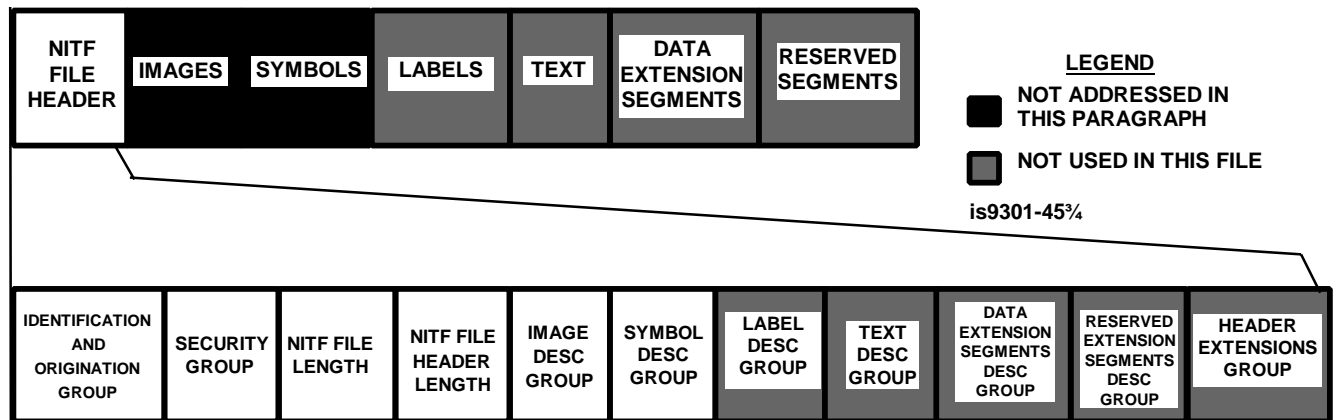 NITF
FILE
HEADER
IMAGES
SYMBOLS
LABELS
TEXT
DATA
EXTENSION
SEGMENTS
RESERVED
SEGMENTS
LEGEND
NOT ADDRESSED IN
THIS PARAGRAPH
NOT USED IN THIS FILE
is9301-45¾
IDENTIFICATION
AND
ORIGINATION
GROUP
SECURITY
GROUP
NITF FILE
LENGTH
NITF FILE
HEADER
LENGTH
IMAGE
DESC
GROUP
SYMBOL
DESC
GROUP
LABEL
DESC
GROUP
TEXT
DESC
GROUP
DATA
EXTENSION
SEGMENTS
DESC
GROUP
RESERVED
EXTENSION
SEGMENTS
DESC
GROUP
HEADER
EXTENSIONS
GROUP